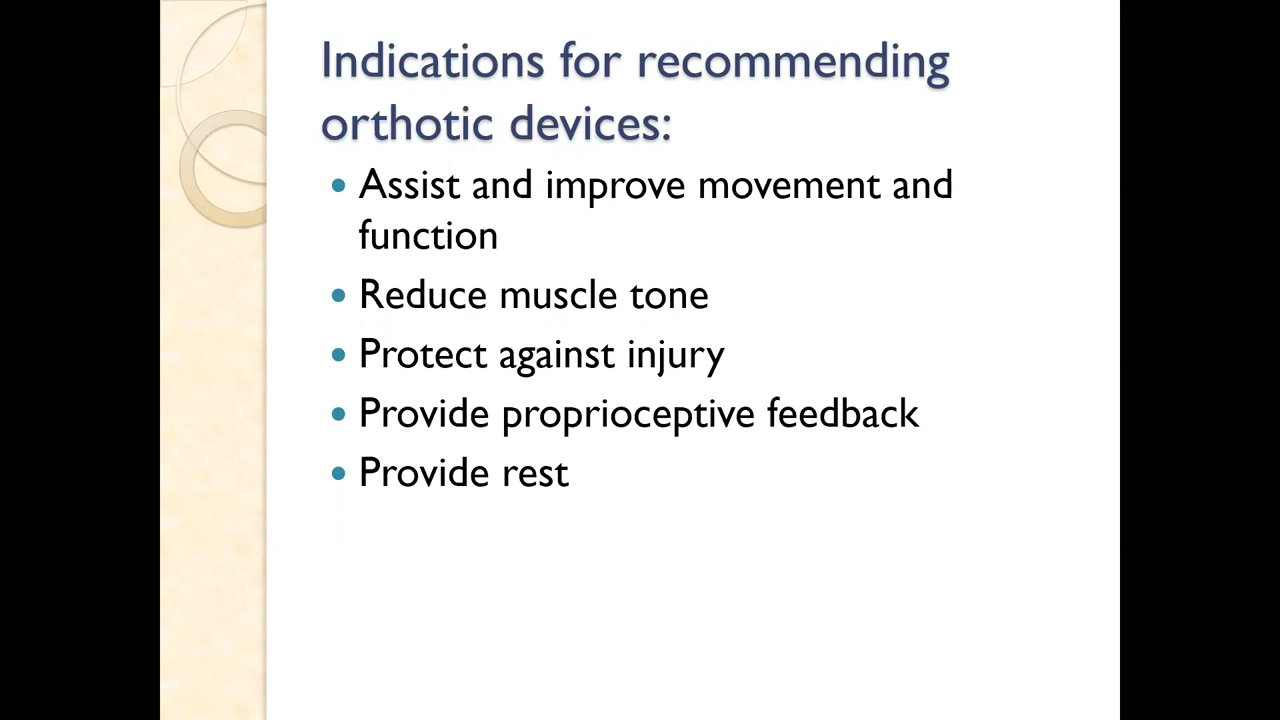 Indications for recommending
orthotic devices:
• Assist and improve movement and
function
• Reduce muscle tone
• Protect against injury
• Provide proprioceptive feedback
• Provide rest